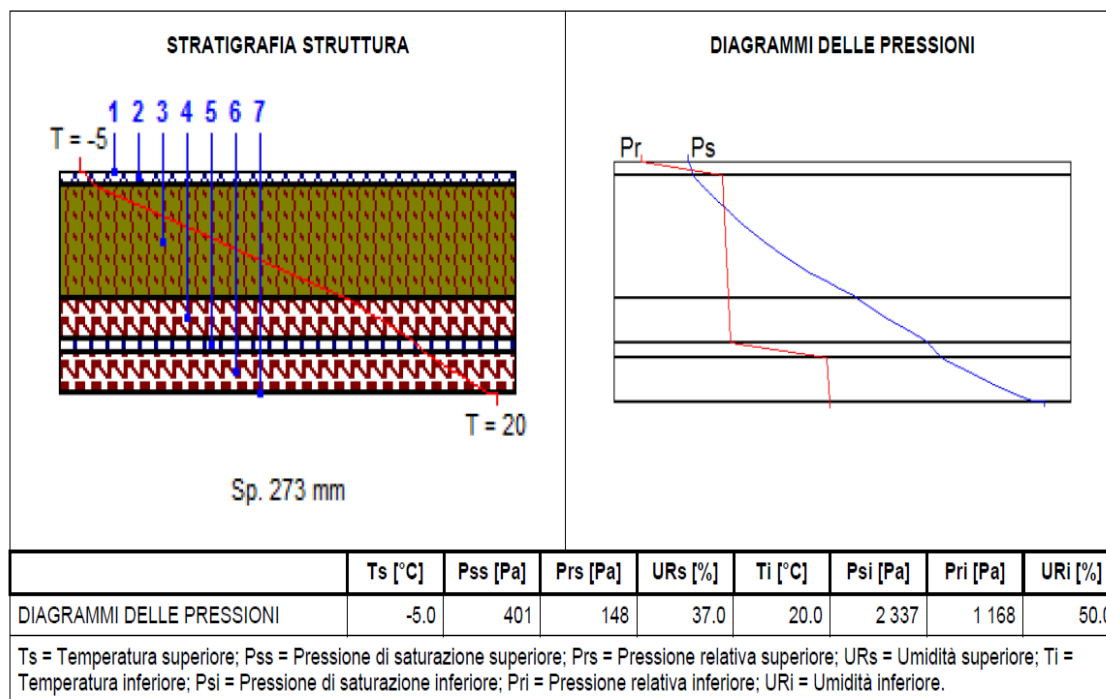 STRATIGRAFIA STRUTTURA
1 2 3 4 5 6 7
T = -5
T = 20
Sp. 273 mm
DIAGRAMMI DELLE PRESSIONI
Pr Ps
Ts [°C] Pss [Pa] Prs [Pa] URs [%] Ti [°C] Psi [Pa] Pri [Pa] URi [%]
DIAGRAMMI DELLE PRESSIONI -5.0 401 148 37.0 20.0 2 337 1 168 50.0
Ts = Temperatura superiore; Pss = Pressione di saturazione superiore; Prs = Pressione relativa superiore; URs = Umidità superiore; Ti =
Temperatura inferiore; Psi = Pressione di saturazione inferiore; Pri = Pressione relativa inferiore; URi = Umidità inferiore.